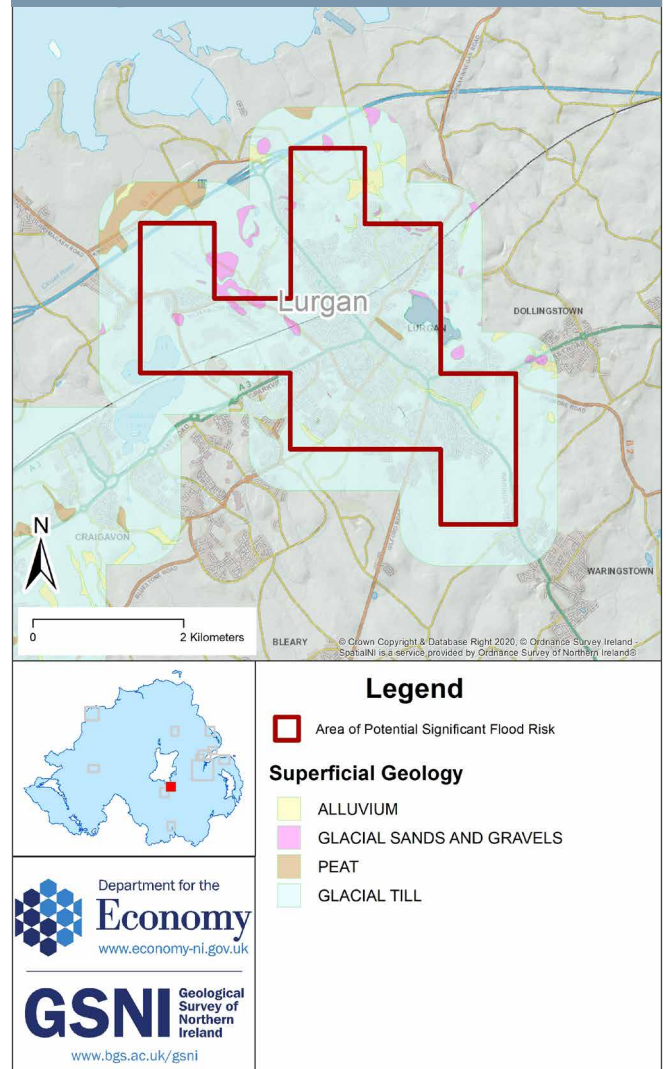 Lurgan
LURGAN
DOLLINGSTOWN
A 3
A 3
B 2
CRAIGAVON
WARINGSTOWN
BLEARY
N
0 2 Kilometers
© Crown Copyright & Database Right 2020, © Ordnance Survey Ireland -
SpatialNI is a service provided by Ordnance Survey of Northern Ireland©
Legend
Area of Potential Significant Flood Risk
Superficial Geology
ALLUVIUM
GLACIAL SANDS AND GRAVELS
PEAT
GLACIAL TILL
Department for the
Economy
www.economy-ni.gov.uk
GSNI
Geological
Survey of
Northern
Ireland
www.bgs.ac.uk/gsni